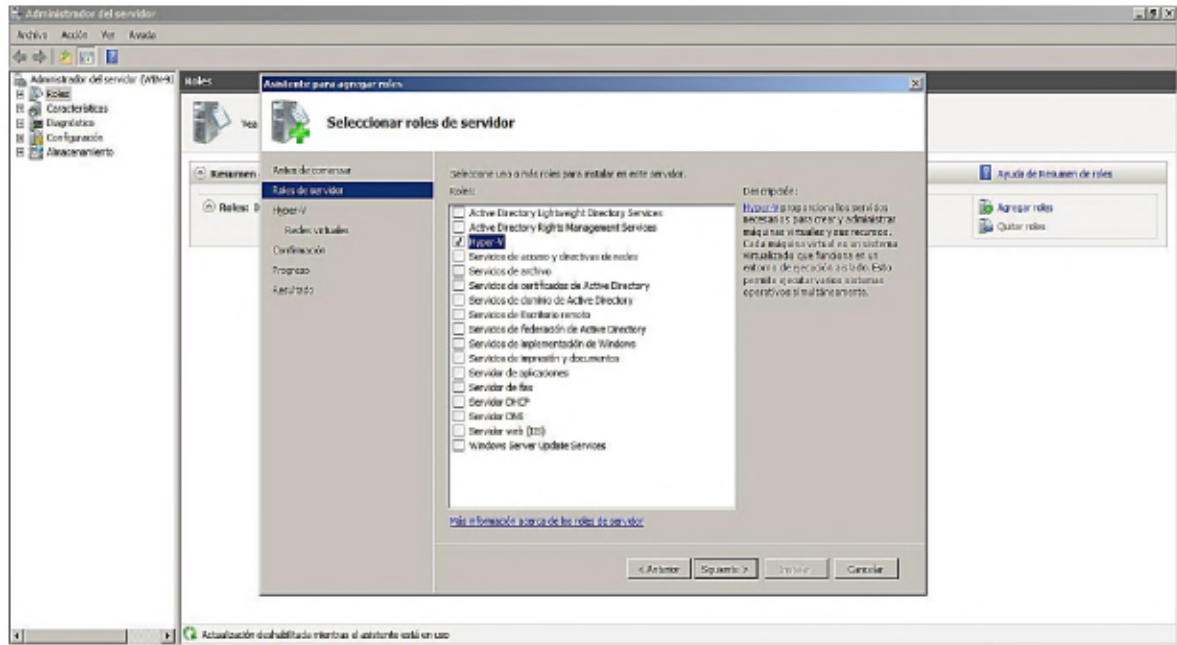 Administrador del servidor
Archivo Acción Ver Ayuda
Administrador del servidor (WIN-9J
Roles
Características
Diagnóstico
Configuración
Almacenamiento
Roles
Vea
Resumen
Roles:
Asistente para agregar roles
Seleccionar roles de servidor
Antes de comenzar
Roles de servidor
Hyper-V
Redes virtuales
Confirmación
Progreso
Resultado
Seleccione uno o más roles para instalar en este servidor.
Roles:
Active Directory Lightweight Directory Services
Active Directory Rights Management Services
Hyper-V
Servicios de acceso y directivas de redes
Servicios de archivo
Servicios de certificados de Active Directory
Servicios de dominio de Active Directory
Servicios de Escritorio remoto
Servicios de federación de Active Directory
Servicios de implementación de Windows
Servicios de impresión y documentos
Servidor de aplicaciones
Servidor de fax
Servidor DHCP
Servidor DNS
Servidor web (IIS)
Windows Server Update Services
Más información acerca de los roles de servidor
Descripción:
Hyper-V proporciona los servicios
necesarios para crear y administrar
máquinas virtuales y sus recursos.
Cada máquina virtual es un sistema
virtualizado que funciona en un
entorno de ejecución aislado. Esto
permite ejecutar varios sistemas
operativos simultáneamente.
< Anterior
Siguiente >
Instalar
Cancelar
Ayuda de Resumen de roles
Agregar roles
Quitar roles
Actualización deshabilitada mientras el asistente está en uso